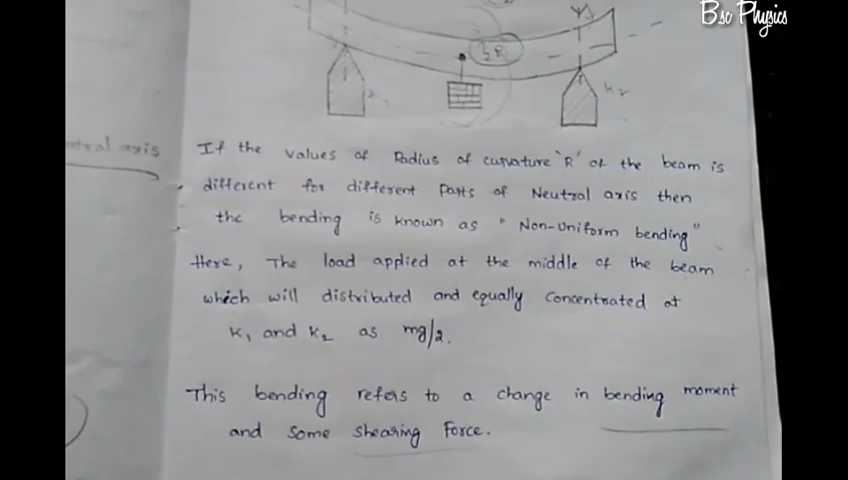 Bsc Physics
R
K2
tral axis
If the values of Radius of curvature 'R' of the beam is
different for different parts of Neutral axis then
the bending is known as "Non-uniform bending"
Here, The load applied at the middle of the beam
which will distributed and equally concentrated at
K1 and K2 as mg/2.
This bending refers to a change in bending moment
and some shearing force.